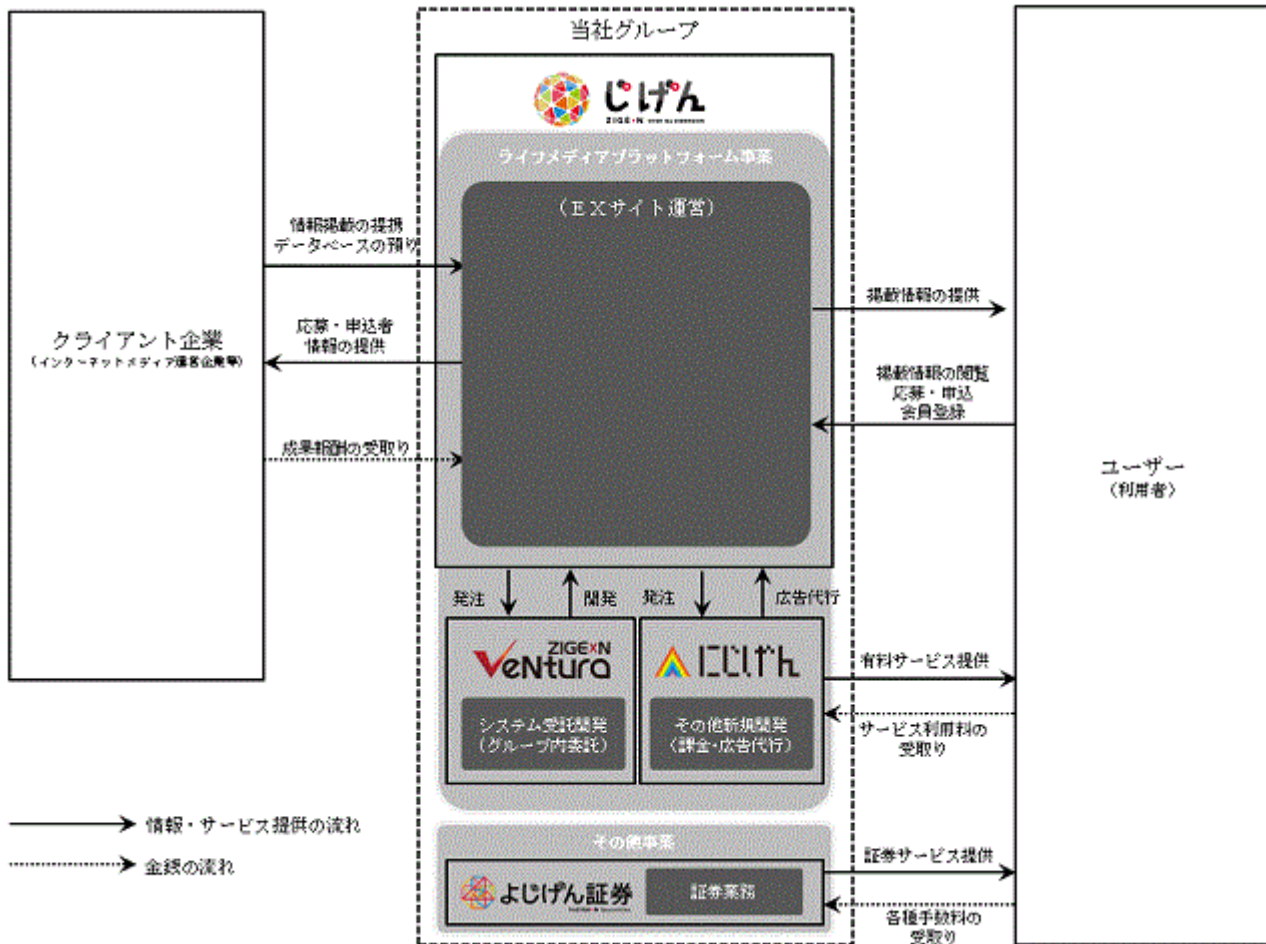 当社グループ
じげん
ZIGExN
ライフメディアプラットフォーム事業
(EXサイト運営)
情報掲載の提携
データベースの預り
応募・申込者
情報の提供
成果報酬の受取り
クライアント企業
(インターネットメディア運営企業等)
掲載情報の提供
掲載情報の閲覧
応募・申込
会員登録
ユーザー
(利用者)
発注
開発
発注
広告代行
ZIGExN
VeNtura
にじげん
システム受託開発
(グループ内委託)
その他新規開発
(課金・広告代行)
有料サービス提供
サービス利用料の
受取り
情報・サービス提供の流れ
金銭の流れ
その他事業
よじげん証券
証券業務
証券サービス提供
各種手数料の
受取り